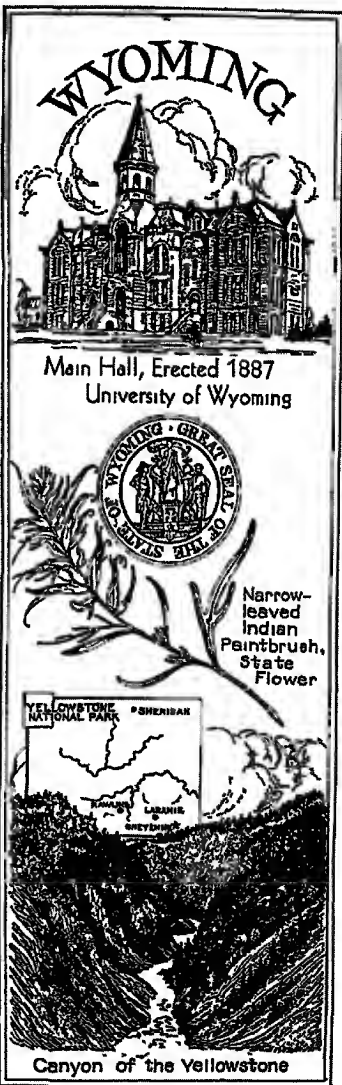 WYOMING
Main Hall, Erected 1887
University of Wyoming
GREAT SEAL OF THE STATE OF WYOMING
Narrow-
leaved
Indian
Paintbrush,
State
Flower
YELLOWSTONE
NATIONAL PARK
SHERIDAN
RAWLINS
LARAMIE
CHEYENNE
Canyon of the Yellowstone